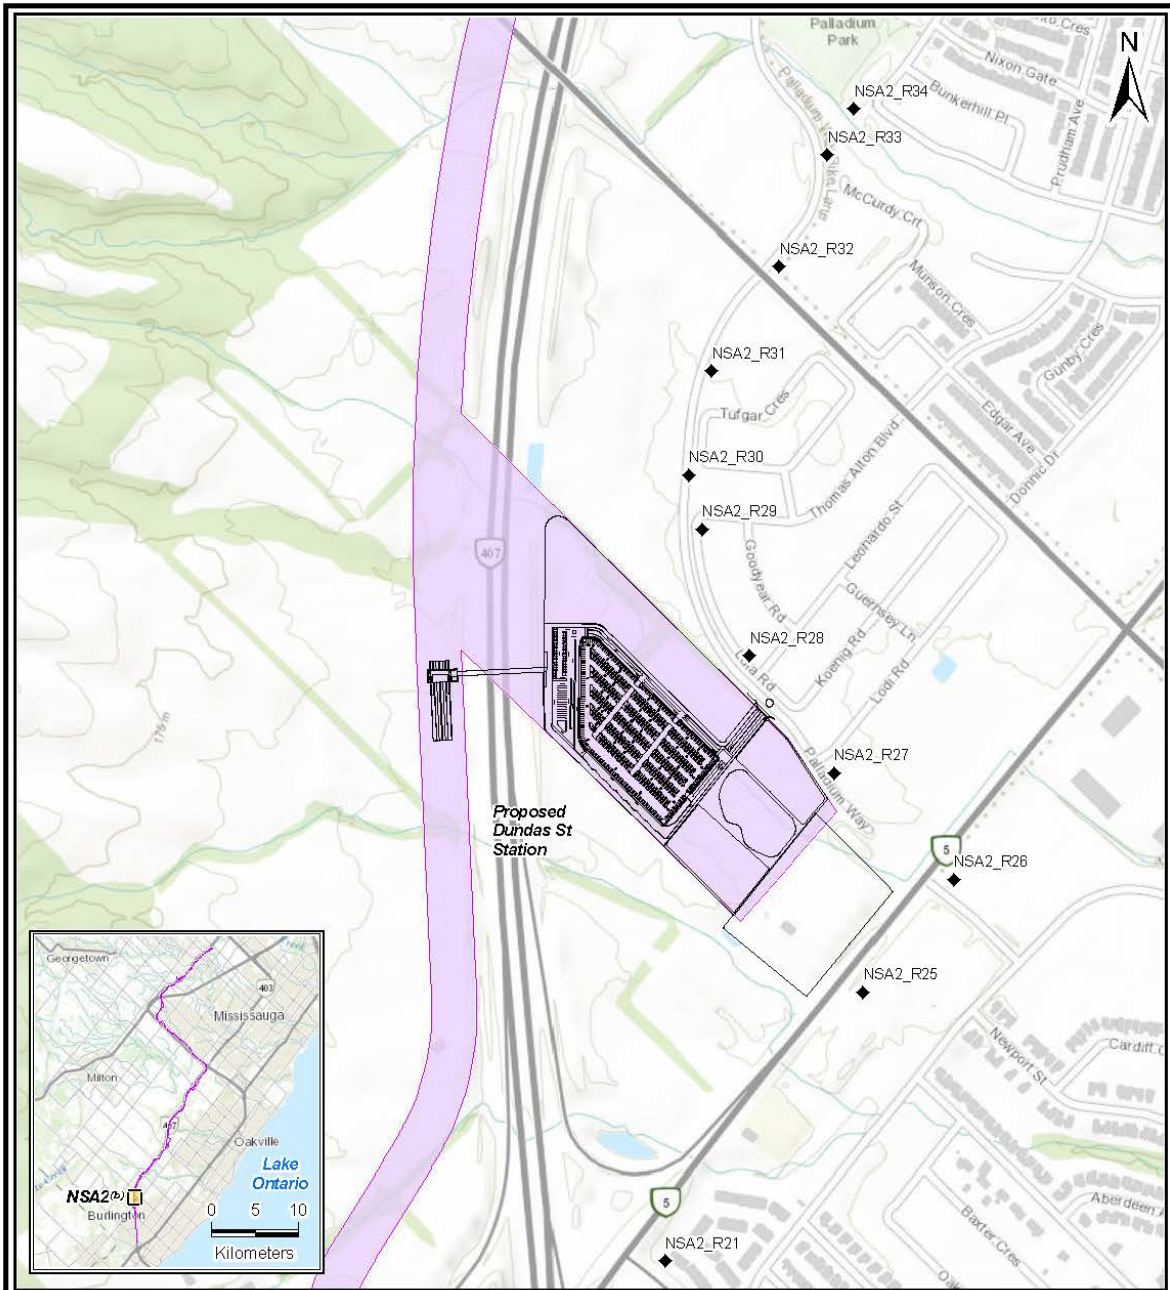 Palladium
Park
N
Nixon Gate
Bunkerhill Pl
Prudham Ave
NSA2_R34
NSA2_R33
McCurdy Crt
NSA2_R32
Munson Cres
Gunby Cres
NSA2_R31
Tufgar Cres
Edgar Ave
NSA2_R30
Thomas Alton Blvd
Donnic Dr
NSA2_R29
Leonardo St
407
Goodyear Rd
Guernsey Ln
NSA2_R28
Koenig Rd
Lodi Rd
175 m
NSA2_R27
Palladium Way
Proposed
Dundas St
Station
5
NSA2_R26
NSA2_R25
Newport St
Cardiff
Georgetown
403
Mississauga
Milton
Oakville
Lake
Ontario
NSA2(b)
Burlington
0 5 10
Kilometers
5
Aberdeen
Baxter Cres
NSA2_R21